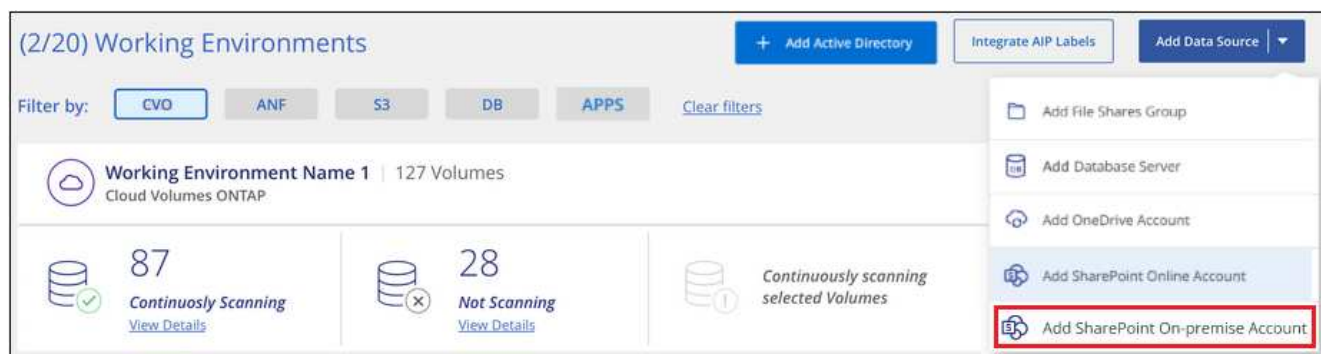 (2/20) Working Environments
+ Add Active Directory
Integrate AIP Labels
Add Data Source
Filter by:
CVO
ANF
S3
DB
APPS
Clear filters
Add File Shares Group
Working Environment Name 1 | 127 Volumes
Cloud Volumes ONTAP
Add Database Server
Add OneDrive Account
87
Continuosly Scanning
View Details
28
Not Scanning
View Details
Continuously scanning
selected Volumes
Add SharePoint Online Account
Add SharePoint On-premise Account